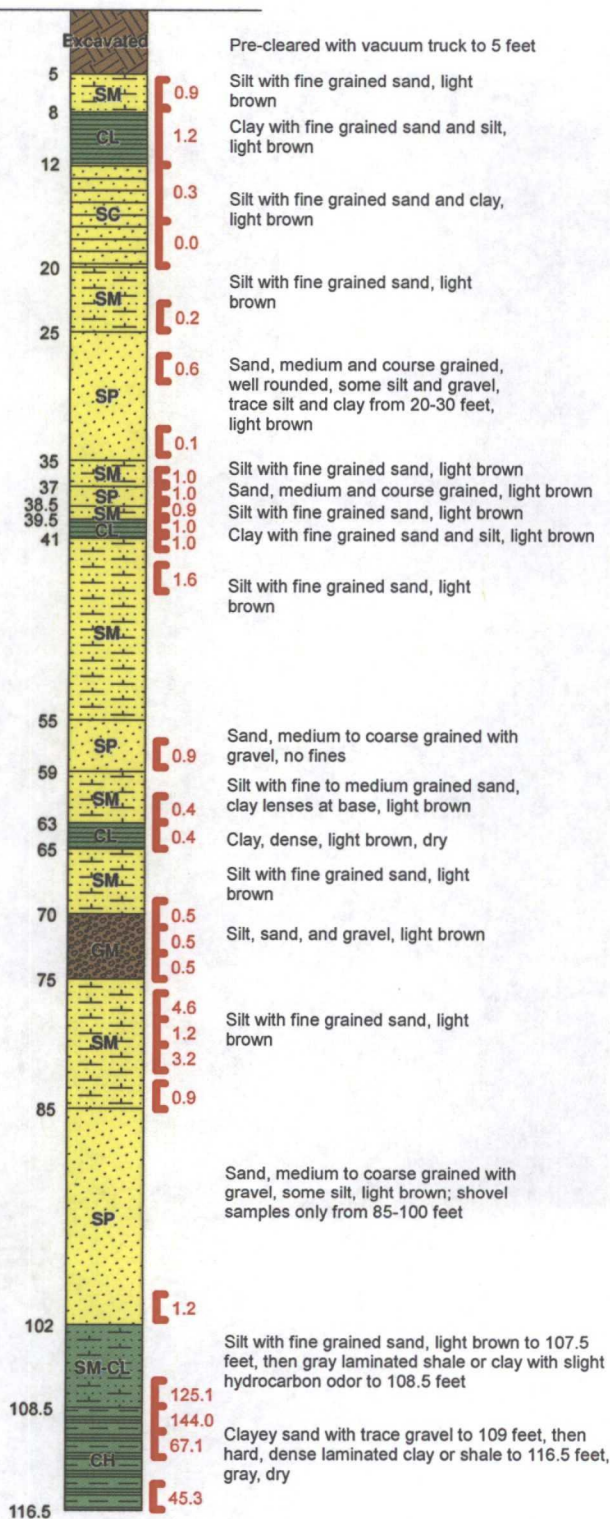 Excavated
Pre-cleared with vacuum truck to 5 feet
5
SM
0.9
Silt with fine grained sand, light
brown
8
CL
1.2
Clay with fine grained sand and silt,
light brown
12
SC
0.3
0.0
Silt with fine grained sand and clay,
light brown
20
SM
0.2
Silt with fine grained sand, light
brown
25
SP
0.6
0.1
Sand, medium and course grained,
well rounded, some silt and gravel,
trace silt and clay from 20-30 feet,
light brown
35
SM
1.0
Silt with fine grained sand, light brown
37
SP
1.0
Sand, medium and course grained, light brown
38.5
SM
0.9
Silt with fine grained sand, light brown
39.5
CL
1.0
1.0
Clay with fine grained sand and silt, light brown
41
SM
1.6
Silt with fine grained sand, light
brown
55
SP
0.9
Sand, medium to coarse grained with
gravel, no fines
59
SM
0.4
Silt with fine to medium grained sand,
clay lenses at base, light brown
63
CL
0.4
Clay, dense, light brown, dry
65
SM
Silt with fine grained sand, light
brown
70
GM
0.5
0.5
0.5
Silt, sand, and gravel, light brown
75
SM
4.6
1.2
3.2
0.9
Silt with fine grained sand, light
brown
85
SP
1.2
Sand, medium to coarse grained with
gravel, some silt, light brown; shovel
samples only from 85-100 feet
102
SM-CL
125.1
Silt with fine grained sand, light brown to 107.5
feet, then gray laminated shale or clay with slight
hydrocarbon odor to 108.5 feet
108.5
CH
144.0
67.1
45.3
Clayey sand with trace gravel to 109 feet, then
hard, dense laminated clay or shale to 116.5 feet,
gray, dry
116.5